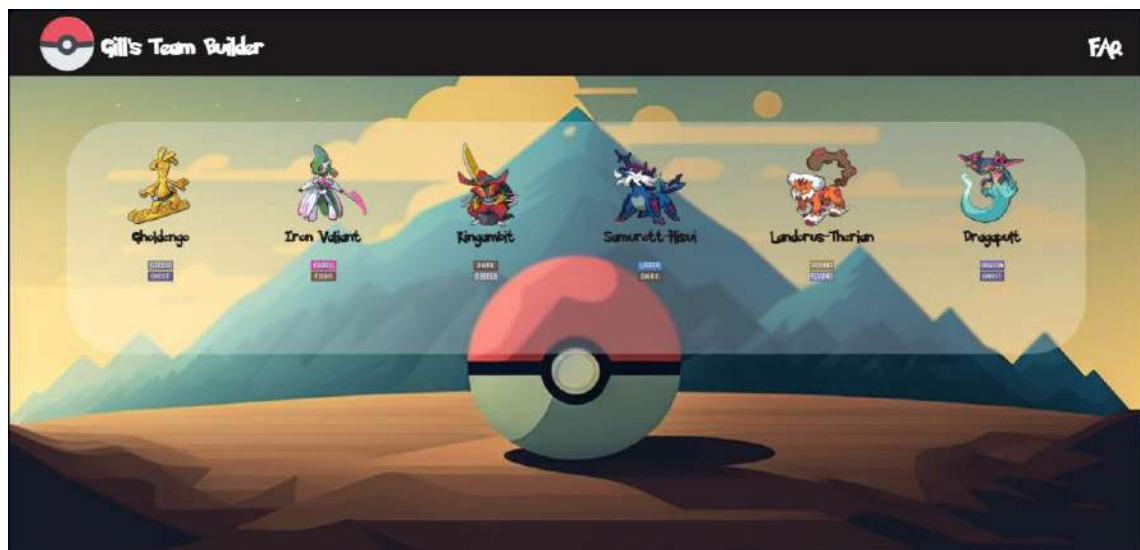 Gill's Team Builder
FAQ
Gholdengo
Iron Valiant
Kingambit
Samurott-Hisui
Landorus-Therian
Dragapult
STEEL
GHOST
FAIRY
FIGHT
DARK
STEEL
WATER
DARK
GROUND
FLYING
DRAGON
GHOST